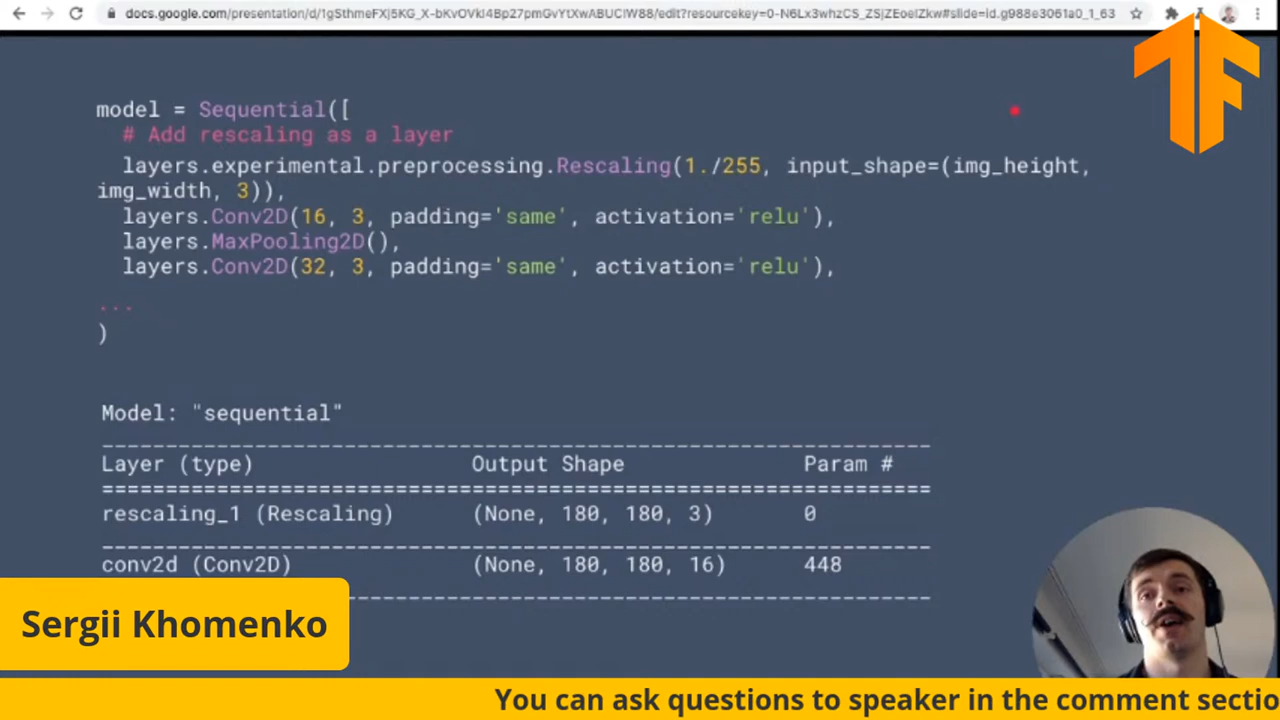 docs.google.com/presentation/d/1gSthmeFXj5KG_X-bKvOVkI4Bp27pmGvYtXwABUCIW88/edit?resourcekey=0-N6Lx3whzCS_ZSjZEoeIZkw#slide=id.g988e3061a0_1_63
model = Sequential([
# Add rescaling as a layer
layers.experimental.preprocessing.Rescaling(1./255, input_shape=(img_height,
img_width, 3)),
layers.Conv2D(16, 3, padding='same', activation='relu'),
layers.MaxPooling2D(),
layers.Conv2D(32, 3, padding='same', activation='relu'),
...
)
Model: "sequential"
Layer (type) Output Shape Param #
rescaling_1 (Rescaling) (None, 180, 180, 3) 0
conv2d (Conv2D) (None, 180, 180, 16) 448
Sergii Khomenko
You can ask questions to speaker in the comment sectio